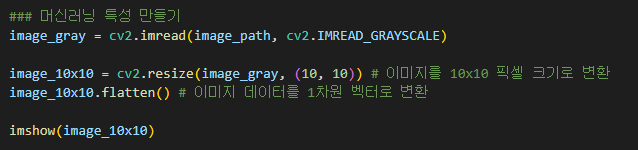 ### 머신러닝 특성 만들기
image_gray = cv2.imread(image_path, cv2.IMREAD_GRAYSCALE)
image_10x10 = cv2.resize(image_gray, (10, 10)) # 이미지를 10x10 픽셀 크기로 변환
image_10x10.flatten() # 이미지 데이터를 1차원 벡터로 변환
imshow(image_10x10)